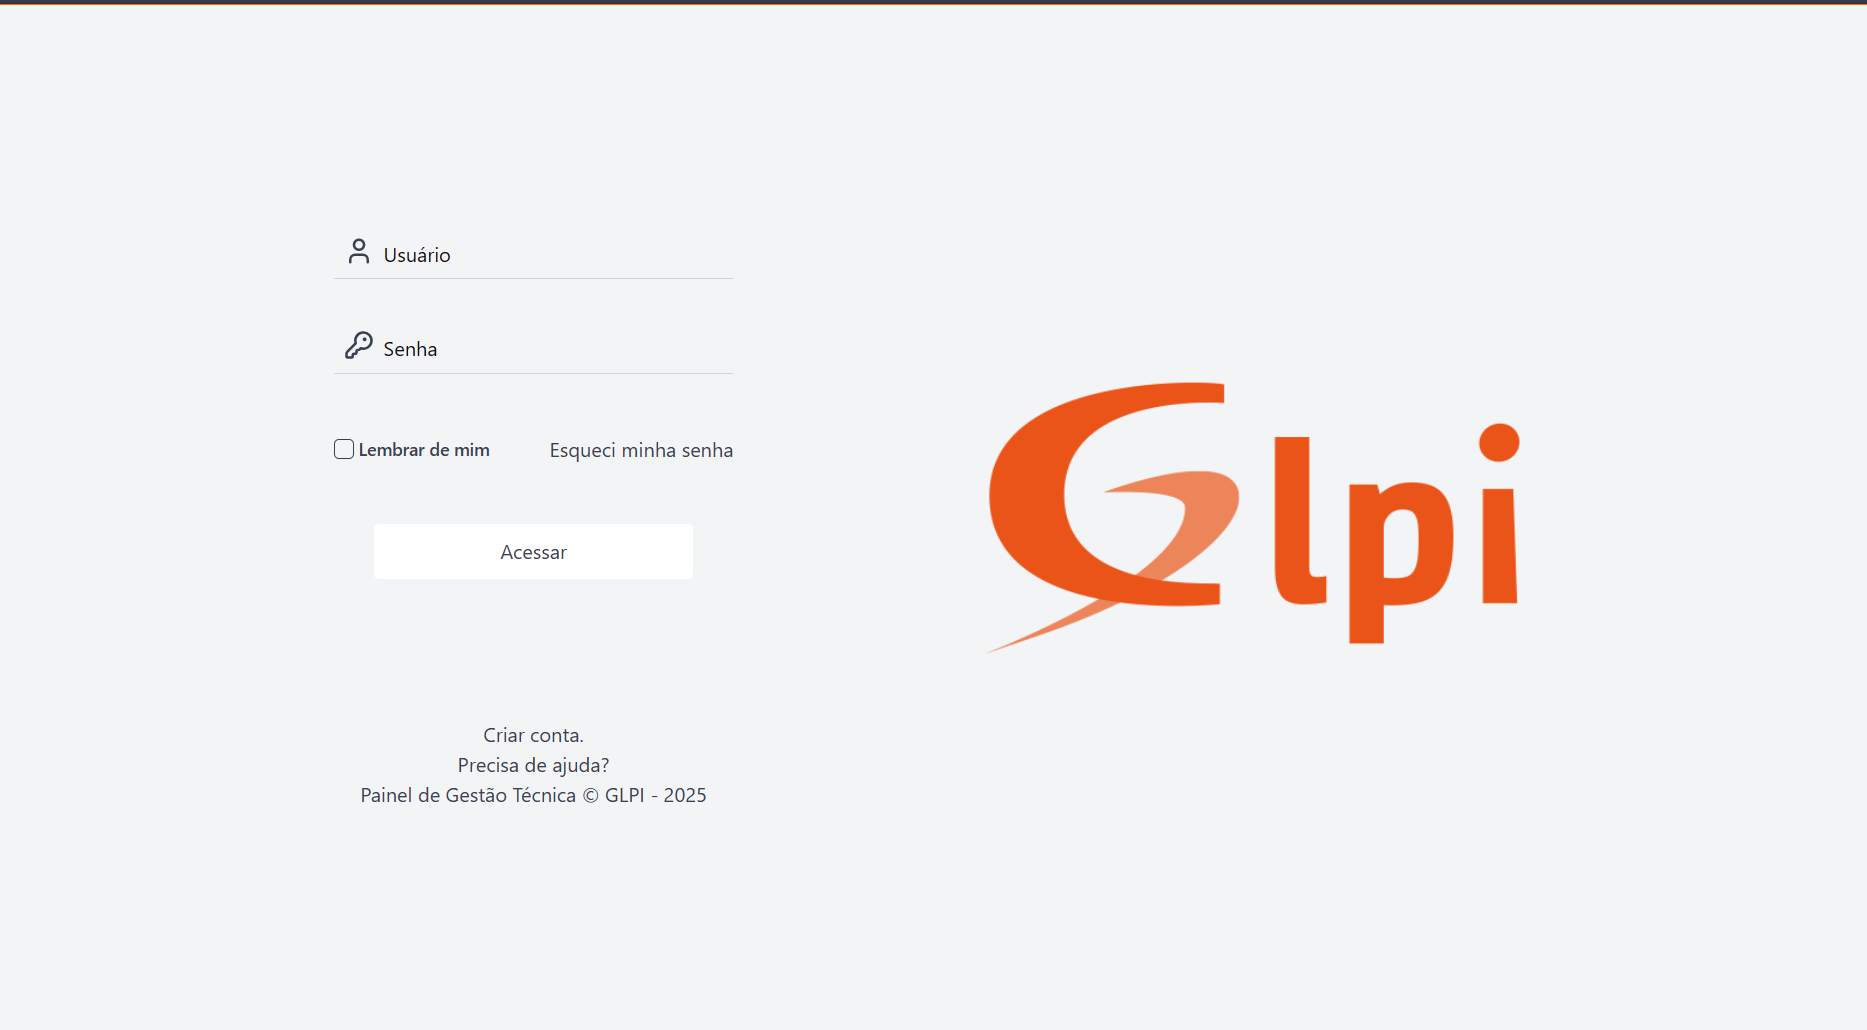 Usuário
Senha
Lembrar de mim
Esqueci minha senha
Acessar
Criar conta.
Precisa de ajuda?
Painel de Gestão Técnica © GLPI - 2025
Glpi